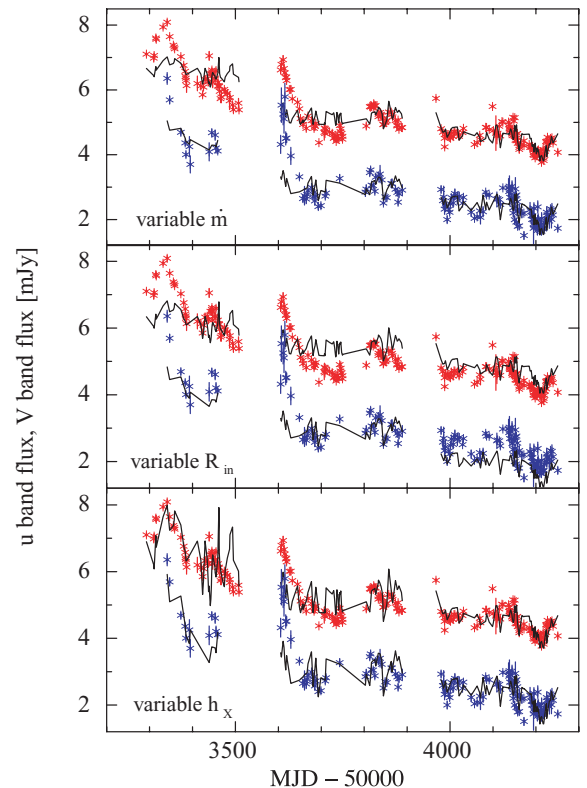 8
6
4
2
variable ṁ
8
6
4
2
variable R in
8
6
4
2
variable h X
u band flux, V band flux [mJy]
3500 4000
MJD − 50000